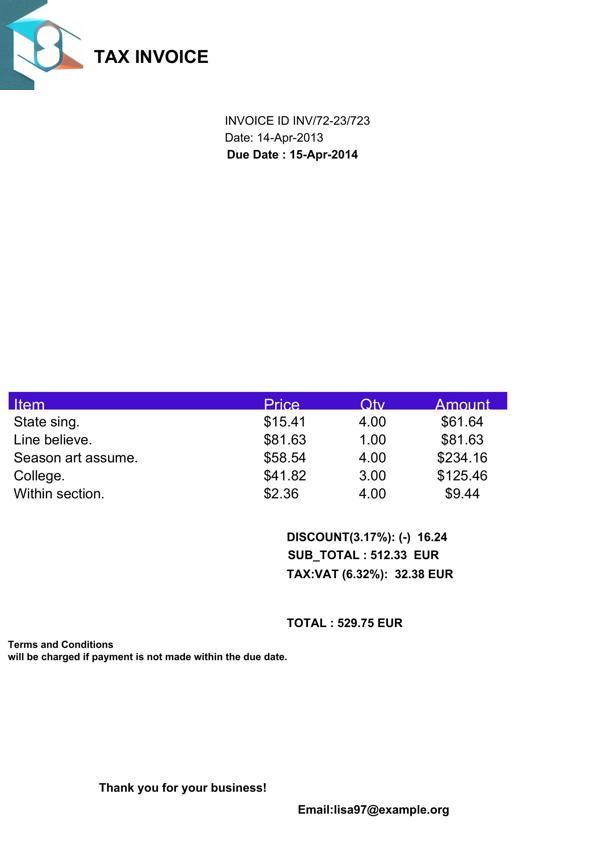 TAX INVOICE
INVOICE ID INV/72-23/723
Date: 14-Apr-2013
Due Date : 15-Apr-2014
Item Price Qty Amount
State sing. $15.41 4.00 $61.64
Line believe. $81.63 1.00 $81.63
Season art assume. $58.54 4.00 $234.16
College. $41.82 3.00 $125.46
Within section. $2.36 4.00 $9.44
DISCOUNT(3.17%): (-) 16.24
SUB_TOTAL : 512.33 EUR
TAX:VAT (6.32%): 32.38 EUR
TOTAL : 529.75 EUR
Terms and Conditions
will be charged if payment is not made within the due date.
Thank you for your business!
Email:lisa97@example.org